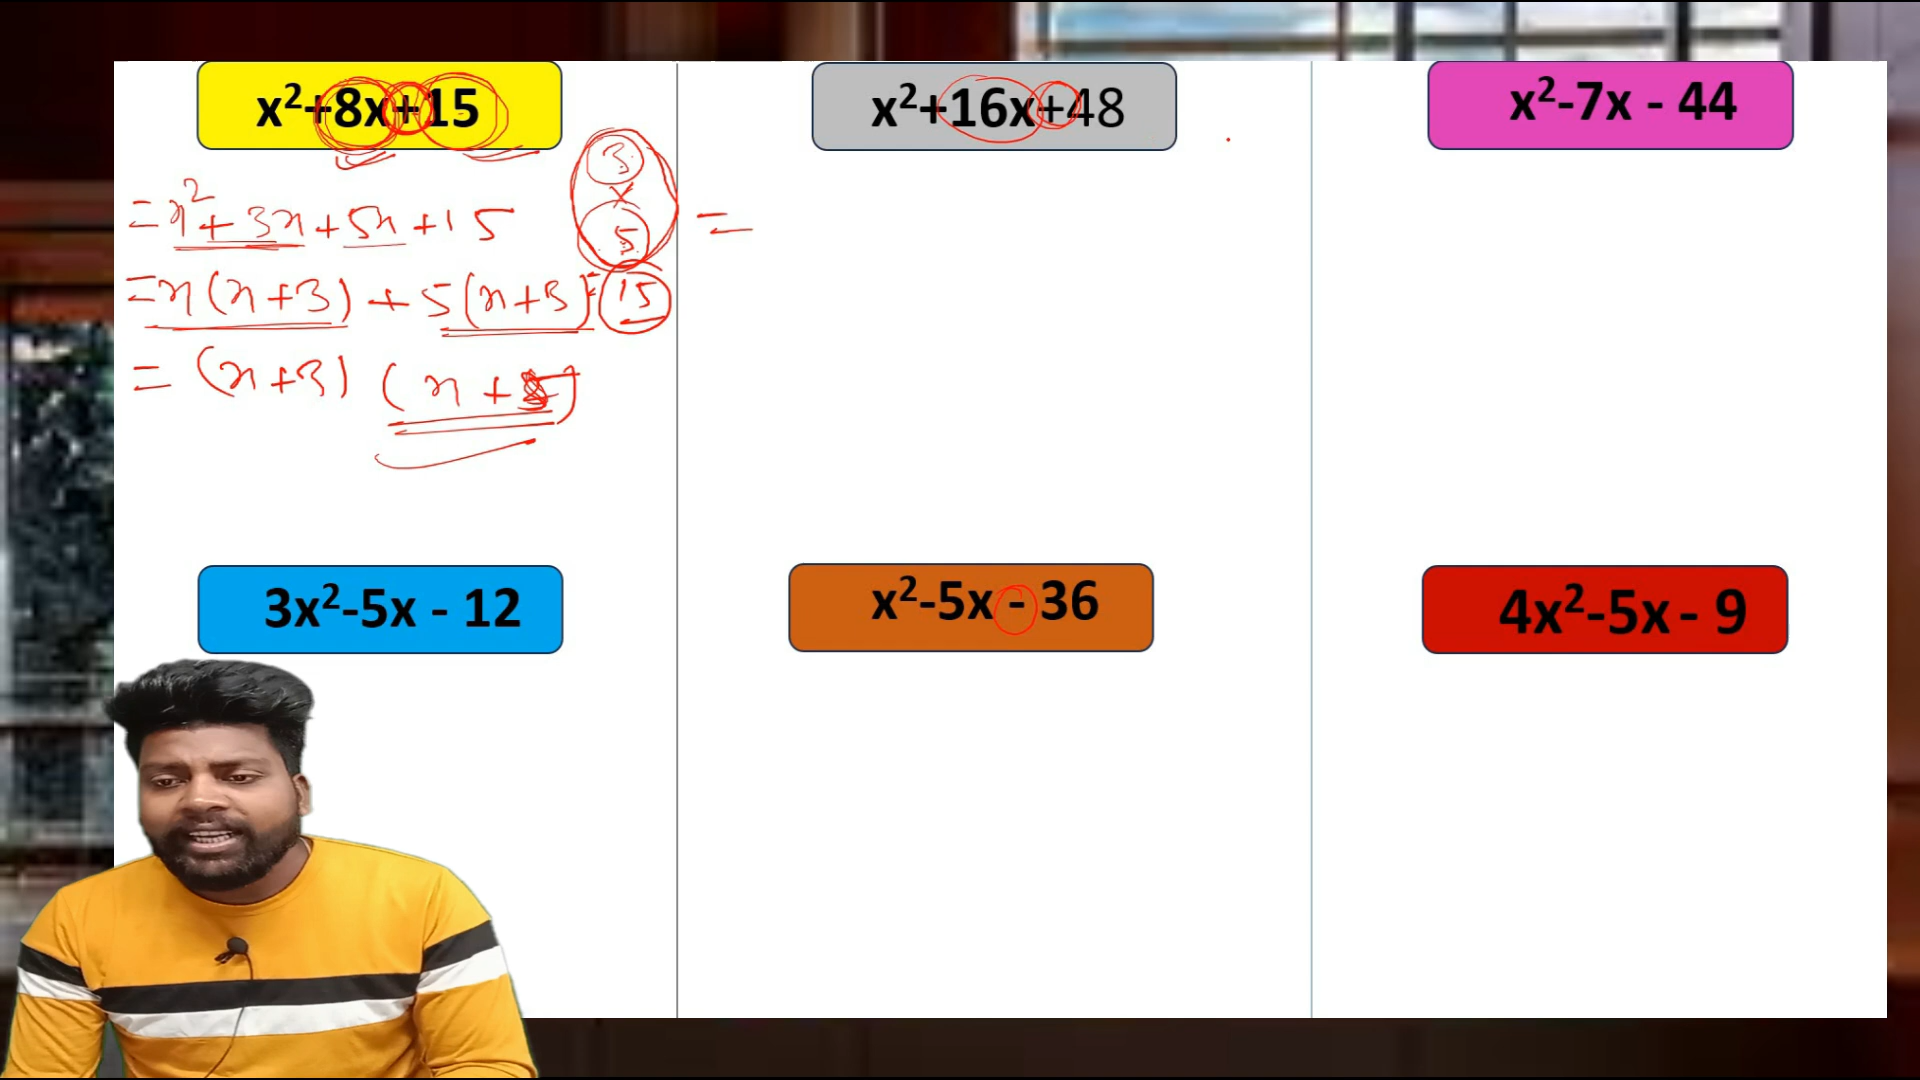 x²+8x+15
= x² + 3x + 5x + 15
= x (x+3) + 5 (x+3)
= (x+3) (x+5)
3
×
5
= 15
x²+16x+48
=
x²-7x - 44
3x²-5x - 12
x²-5x - 36
4x²-5x - 9